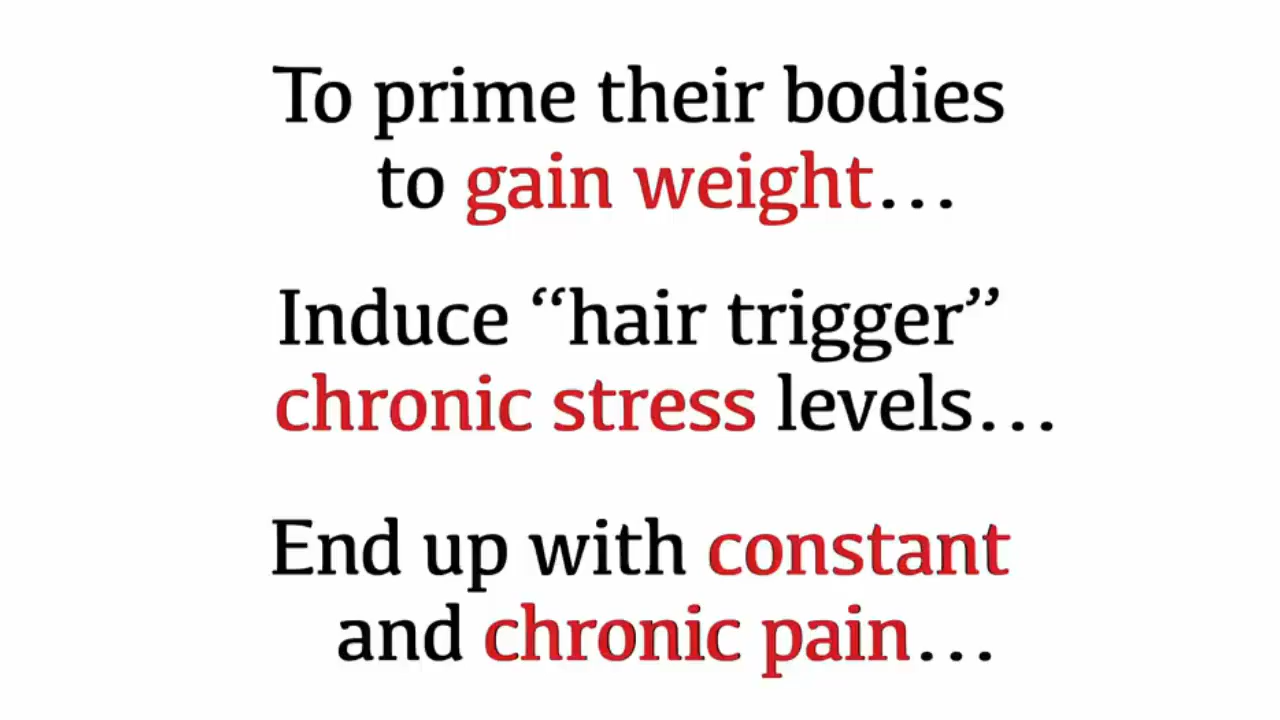 To prime their bodies
to gain weight…
Induce “hair trigger”
chronic stress levels…
End up with constant
and chronic pain…